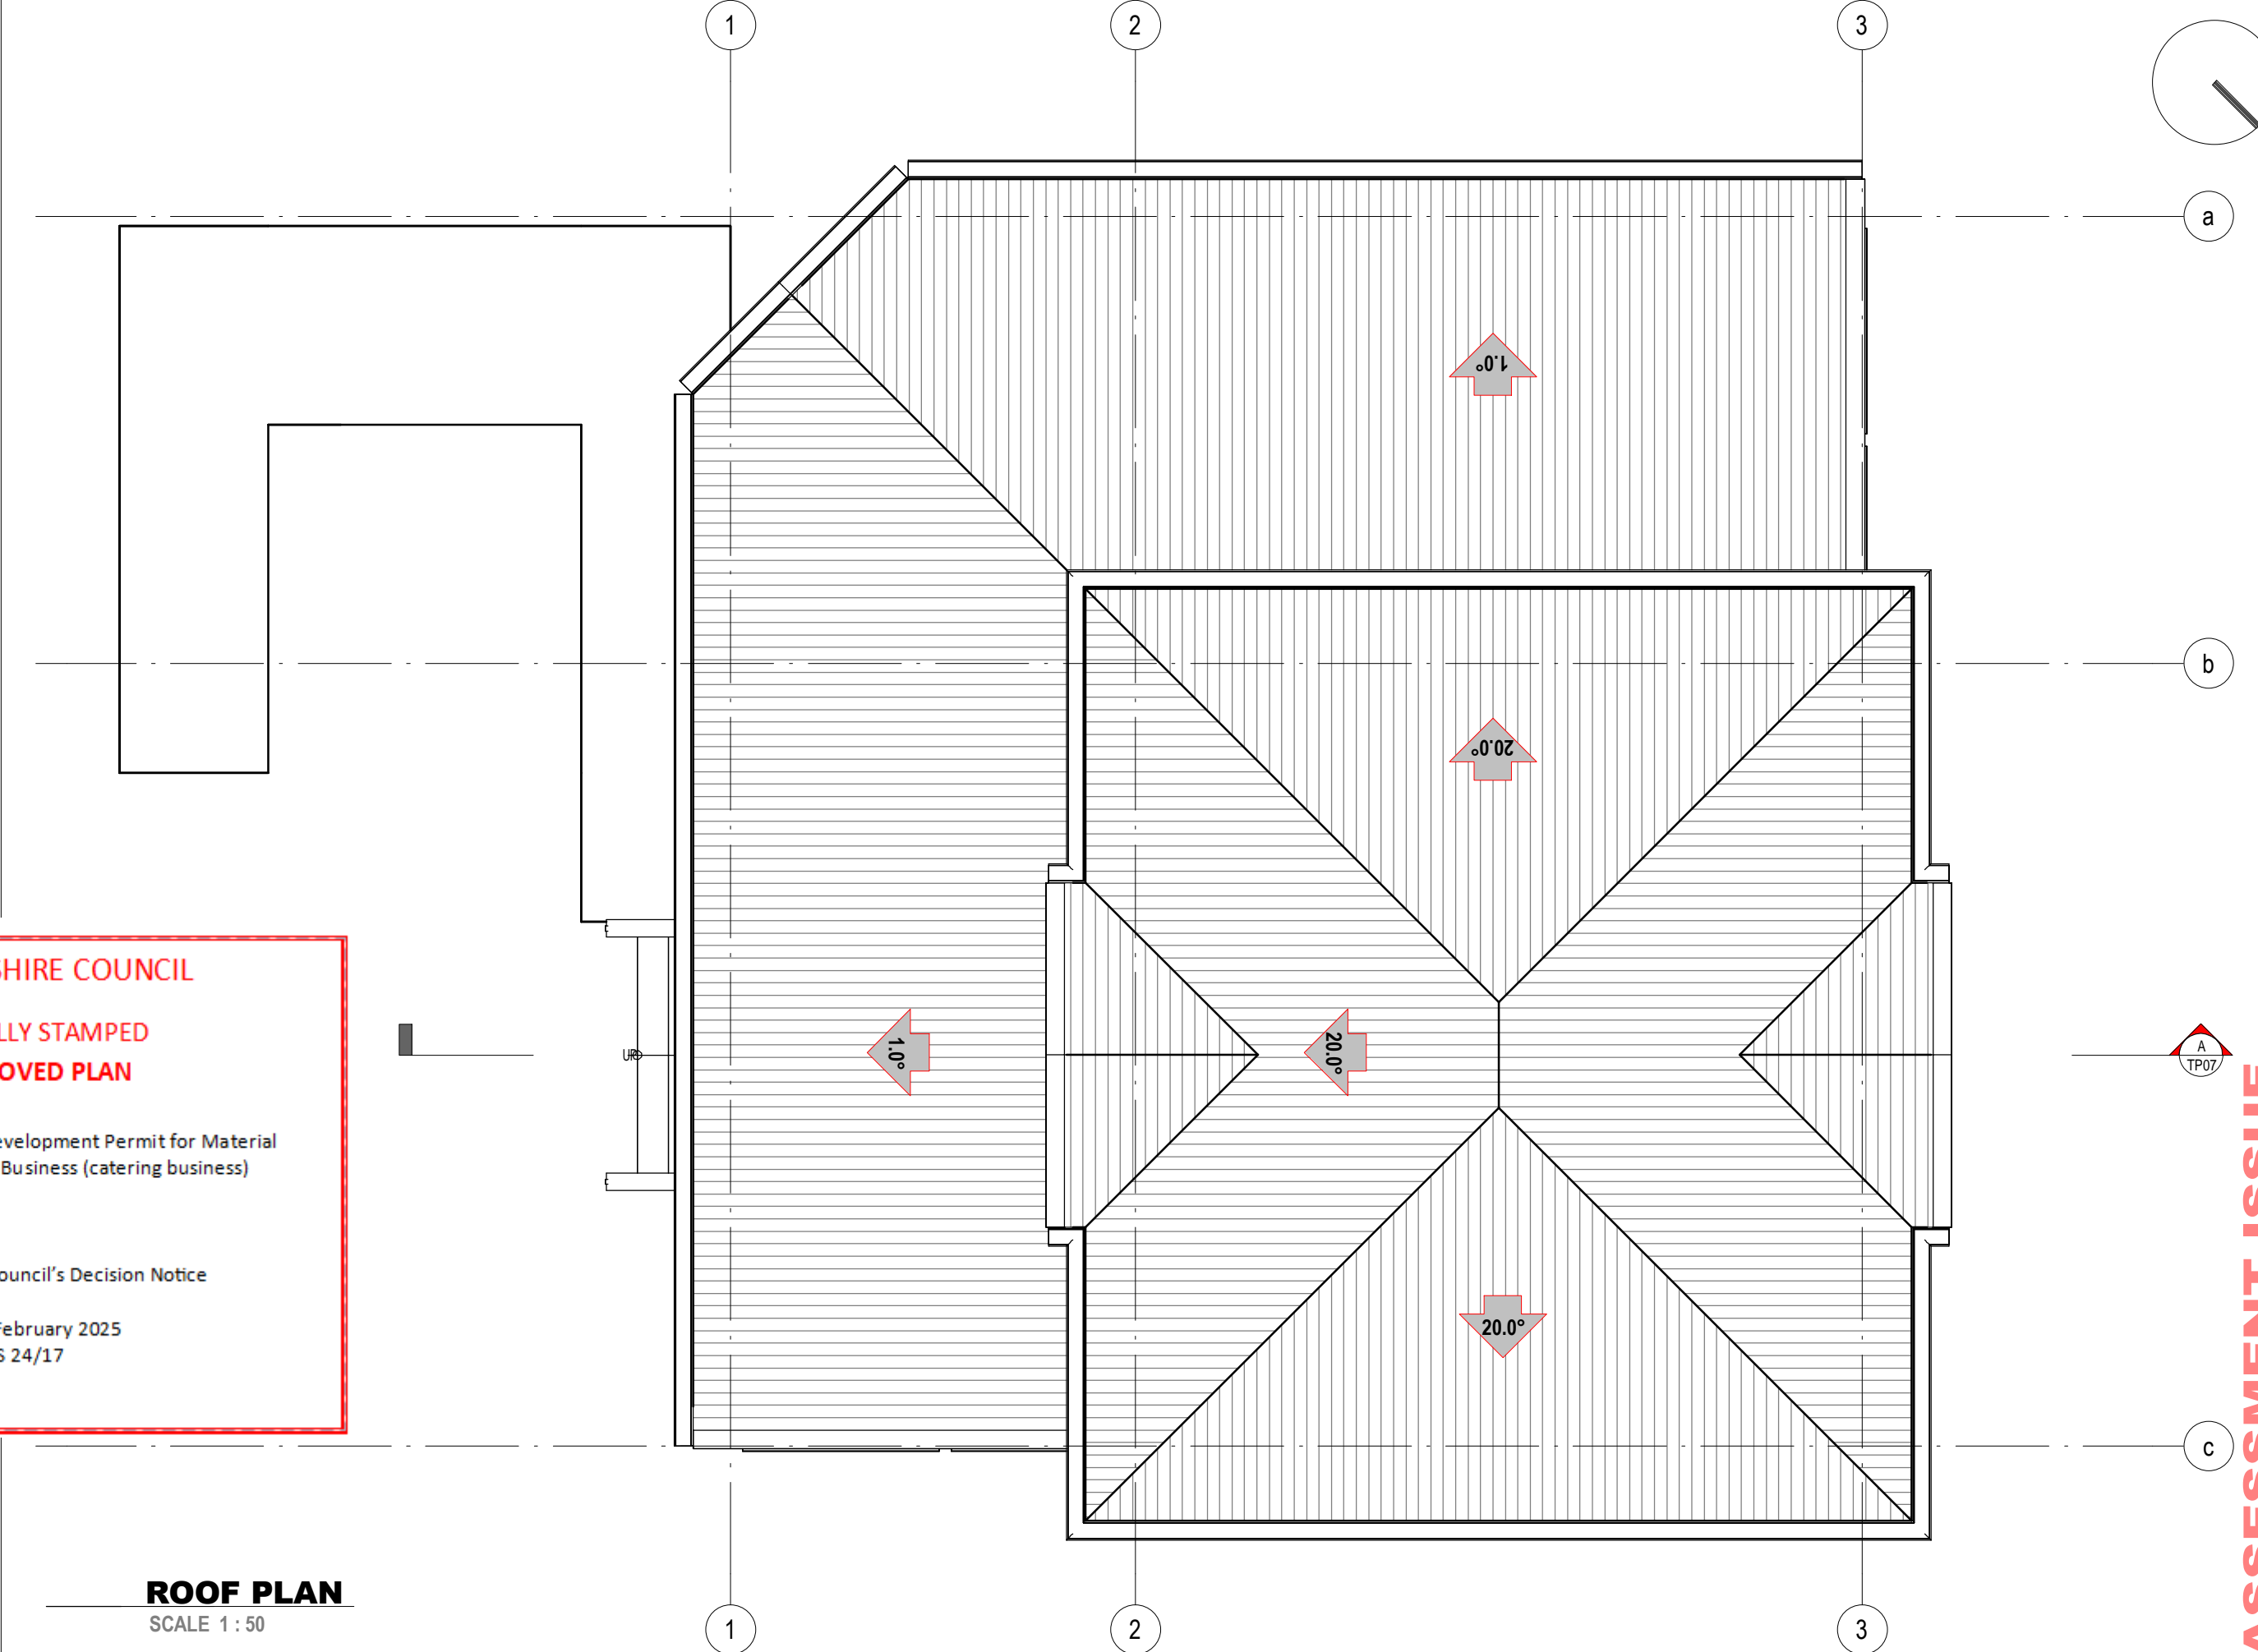 1
2
3
a
1.0°
b
20.0°
1.0°
20.0°
UP
A
TP07
20.0°
c
SHIRE COUNCIL
LLY STAMPED
OVED PLAN
evelopment Permit for Material
Business (catering business)
ouncil's Decision Notice
February 2025
S 24/17
ASSESSMENT ISSUE
ROOF PLAN
SCALE 1 : 50
1
2
3